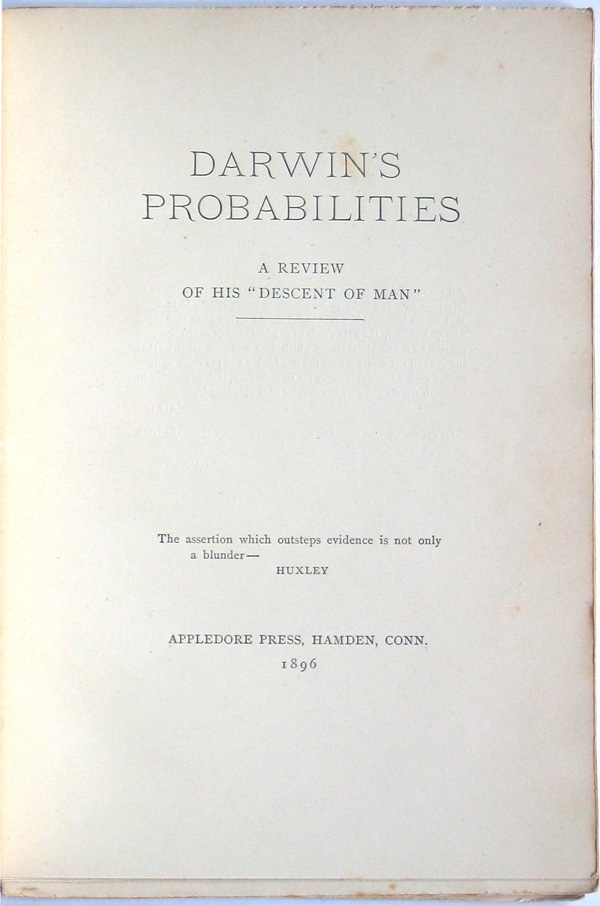 DARWIN'S
PROBABILITIES
A REVIEW
OF HIS "DESCENT OF MAN"
The assertion which outsteps evidence is not only
a blunder—
HUXLEY
APPLEDORE PRESS, HAMDEN, CONN.
1896